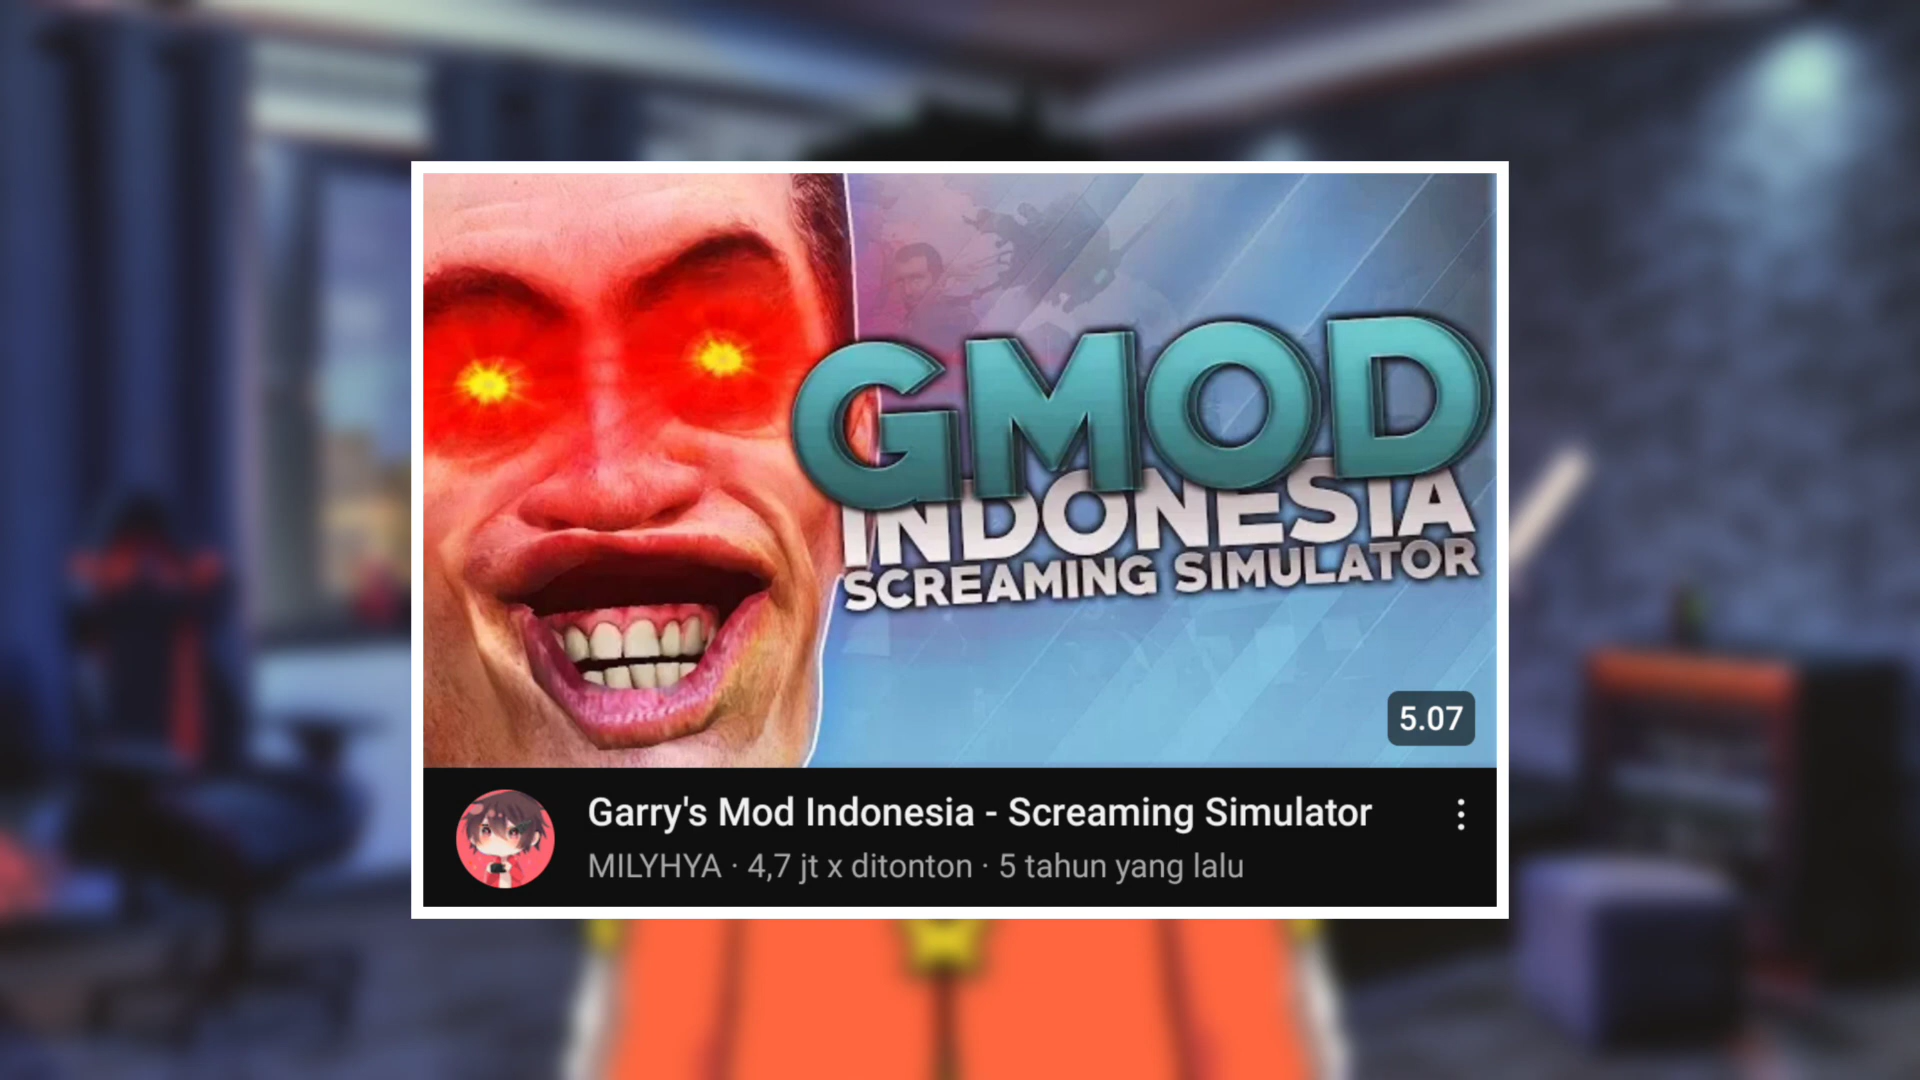 GMOD
INDONESIA
SCREAMING SIMULATOR
5.07
Garry's Mod Indonesia - Screaming Simulator
MILYHYA · 4,7 jt x ditonton · 5 tahun yang lalu